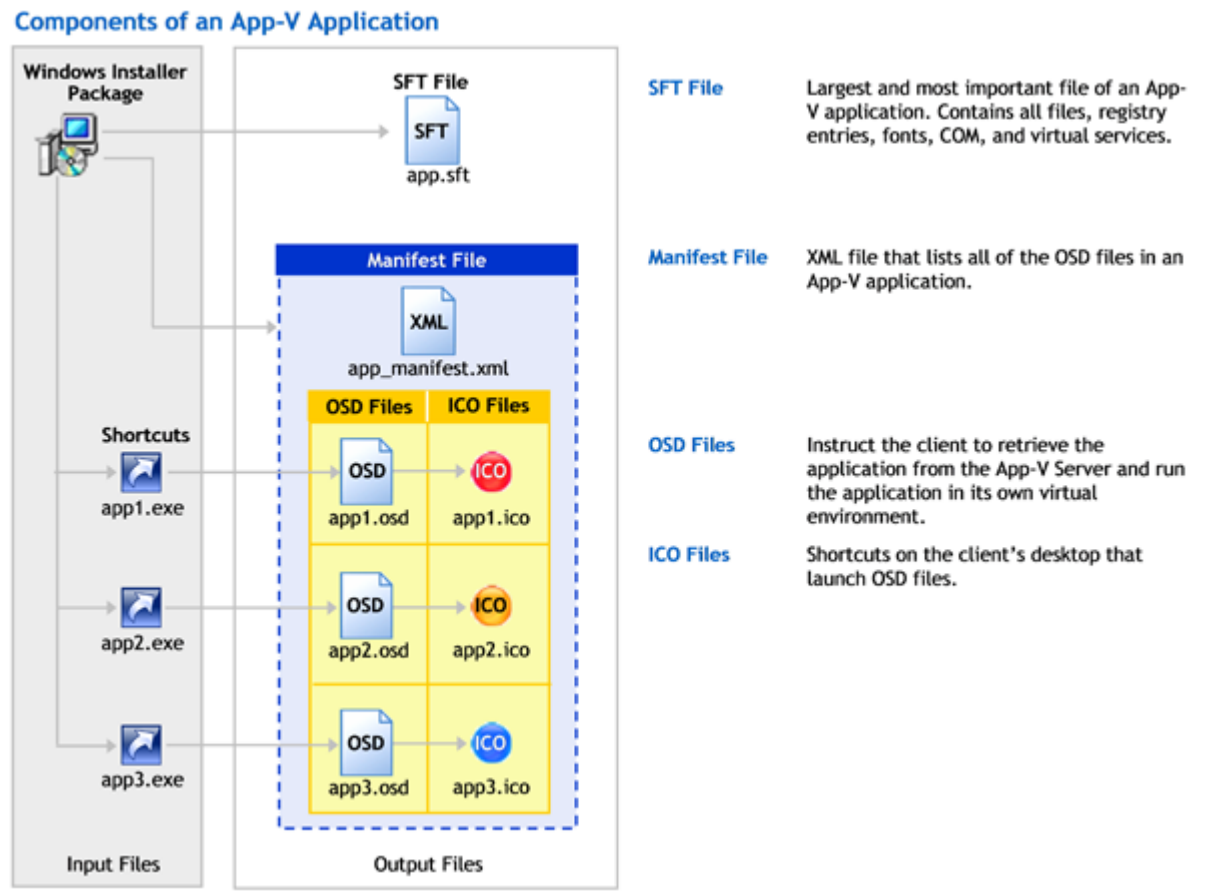 Components of an App-V Application
Windows Installer
Package
SFT File
SFT
app.sft
Manifest File
XML
app_manifest.xml
OSD Files
ICO Files
Shortcuts
app1.exe
OSD
app1.osd
ICO
app1.ico
app2.exe
OSD
app2.osd
ICO
app2.ico
app3.exe
OSD
app3.osd
ICO
app3.ico
Input Files
Output Files
SFT File
Largest and most important file of an App-
V application. Contains all files, registry
entries, fonts, COM, and virtual services.
Manifest File
XML file that lists all of the OSD files in an
App-V application.
OSD Files
Instruct the client to retrieve the
application from the App-V Server and run
the application in its own virtual
environment.
ICO Files
Shortcuts on the client's desktop that
launch OSD files.